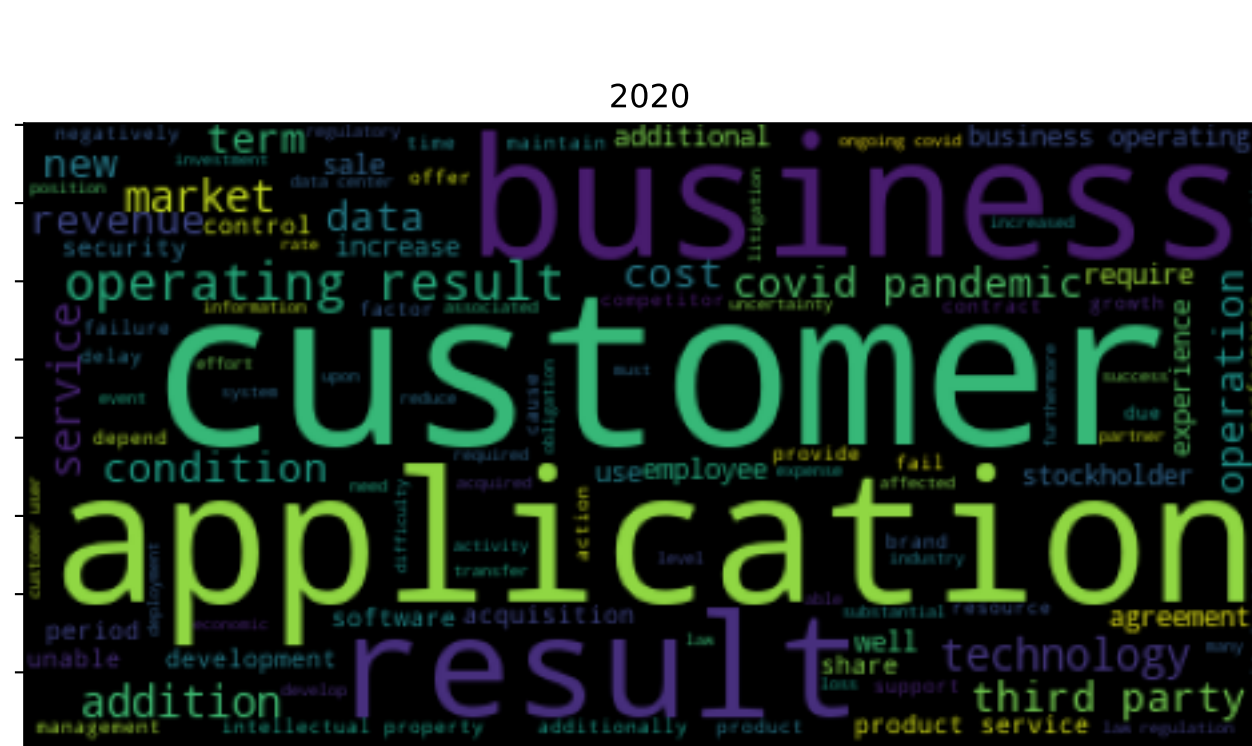 2020
negatively term regulatory time maintain additional ongoing covid business operating
new investment sale business
position data center offer litigation
market
revenue control data increased
security rate increase
operating result cost covid pandemic require operation
information factor associated competitor uncertainty contract growth
service failure customer experience
delay effort must furthermore
system upon cause obligation success
event reduce due
depend partner
condition required provide
use employee expense fail stockholder
customer user need acquired affected
application difficulty action
deployment activity level brand
transfer industry
able
software acquisition substantial resource agreement
period economic
law well many
unable development result share technology
addition develop loss support third party
management intellectual property additionally product product service law regulation